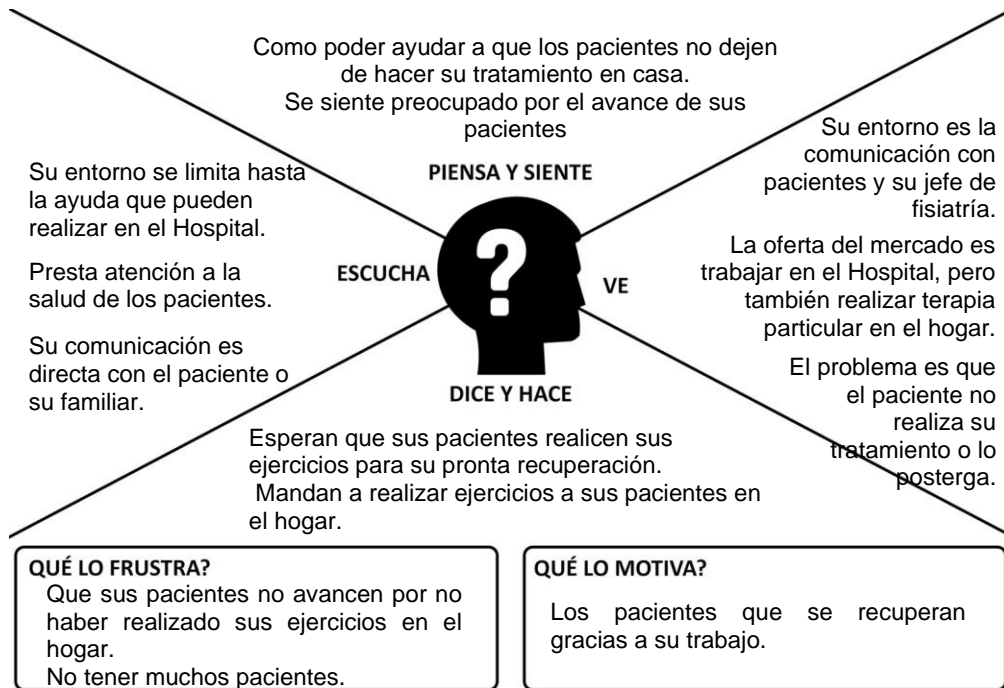 Como poder ayudar a que los pacientes no dejen
de hacer su tratamiento en casa.
Se siente preocupado por el avance de sus
pacientes
PIENSA Y SIENTE
Su entorno se limita hasta
la ayuda que pueden
realizar en el Hospital.
Presta atención a la
salud de los pacientes.
Su comunicación es
directa con el paciente o
su familiar.
ESCUCHA
?
VE
Su entorno es la
comunicación con
pacientes y su jefe de
fisiatría.
La oferta del mercado es
trabajar en el Hospital, pero
también realizar terapia
particular en el hogar.
El problema es que
el paciente no
realiza su
tratamiento o lo
posterga.
DICE Y HACE
Esperan que sus pacientes realicen sus
ejercicios para su pronta recuperación.
Mandan a realizar ejercicios a sus pacientes en
el hogar.
QUÉ LO FRUSTRA?
Que sus pacientes no avancen por no
haber realizado sus ejercicios en el
hogar.
No tener muchos pacientes.
QUÉ LO MOTIVA?
Los pacientes que se recuperan
gracias a su trabajo.